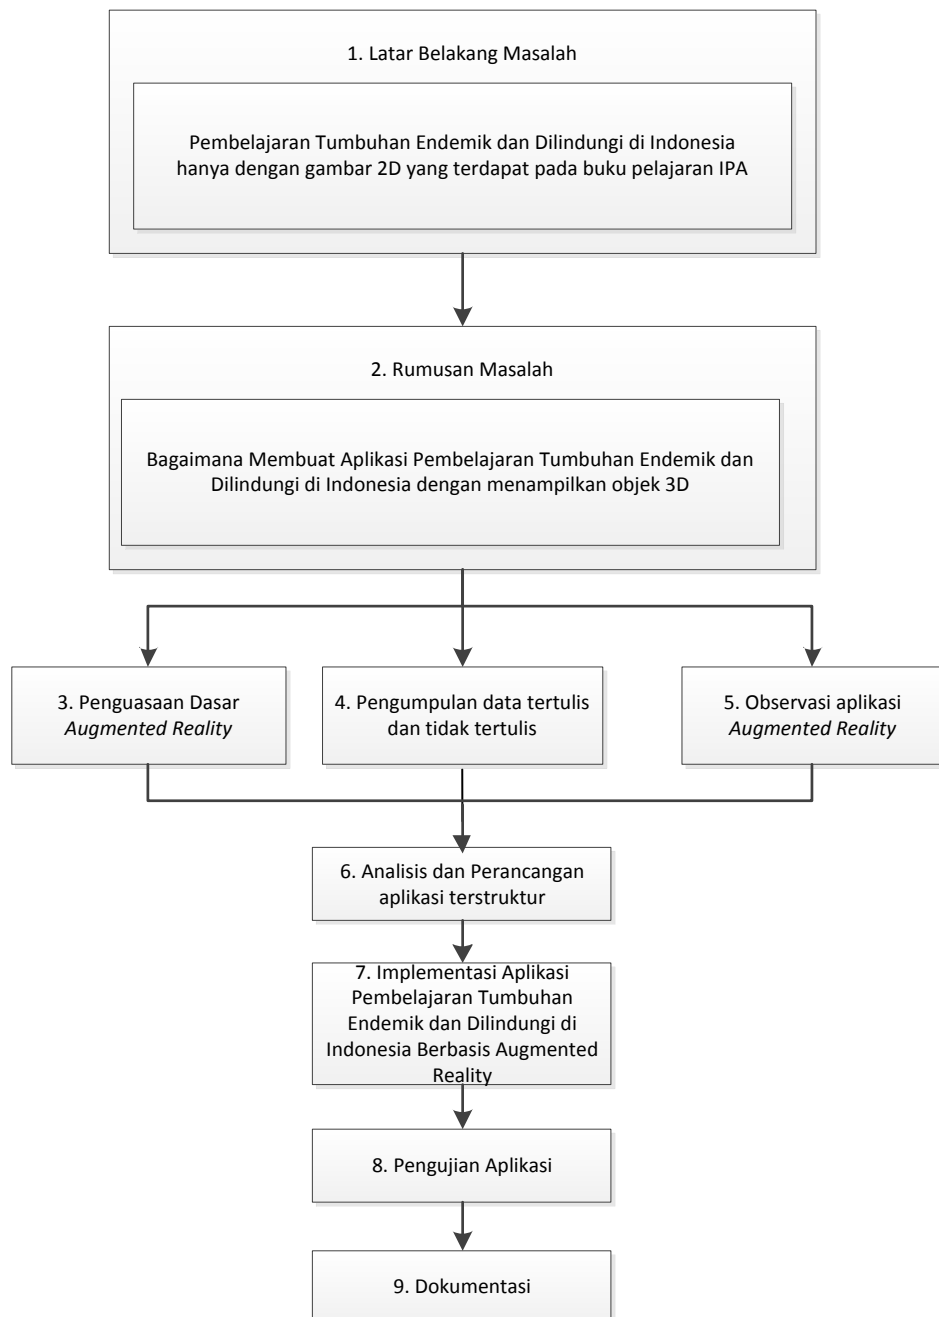 1. Latar Belakang Masalah
Pembelajaran Tumbuhan Endemik dan Dilindungi di Indonesia
hanya dengan gambar 2D yang terdapat pada buku pelajaran IPA
2. Rumusan Masalah
Bagaimana Membuat Aplikasi Pembelajaran Tumbuhan Endemik dan
Dilindungi di Indonesia dengan menampilkan objek 3D
3. Penguasaan Dasar
Augmented Reality
4. Pengumpulan data tertulis
dan tidak tertulis
5. Observasi aplikasi
Augmented Reality
6. Analisis dan Perancangan
aplikasi terstruktur
7. Implementasi Aplikasi
Pembelajaran Tumbuhan
Endemik dan Dilindungi di
Indonesia Berbasis Augmented
Reality
8. Pengujian Aplikasi
9. Dokumentasi